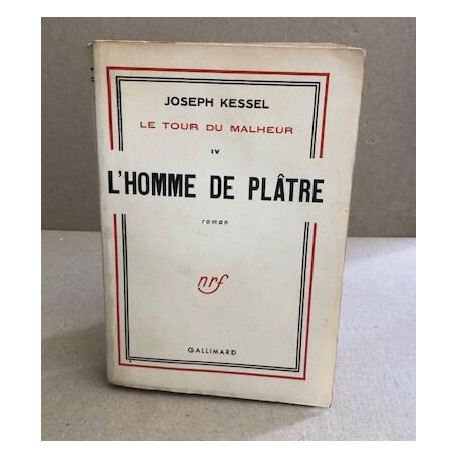 JOSEPH KESSEL
LE TOUR DU MALHEUR
IV
L'HOMME DE PLÂTRE
roman
nrf
GALLIMARD